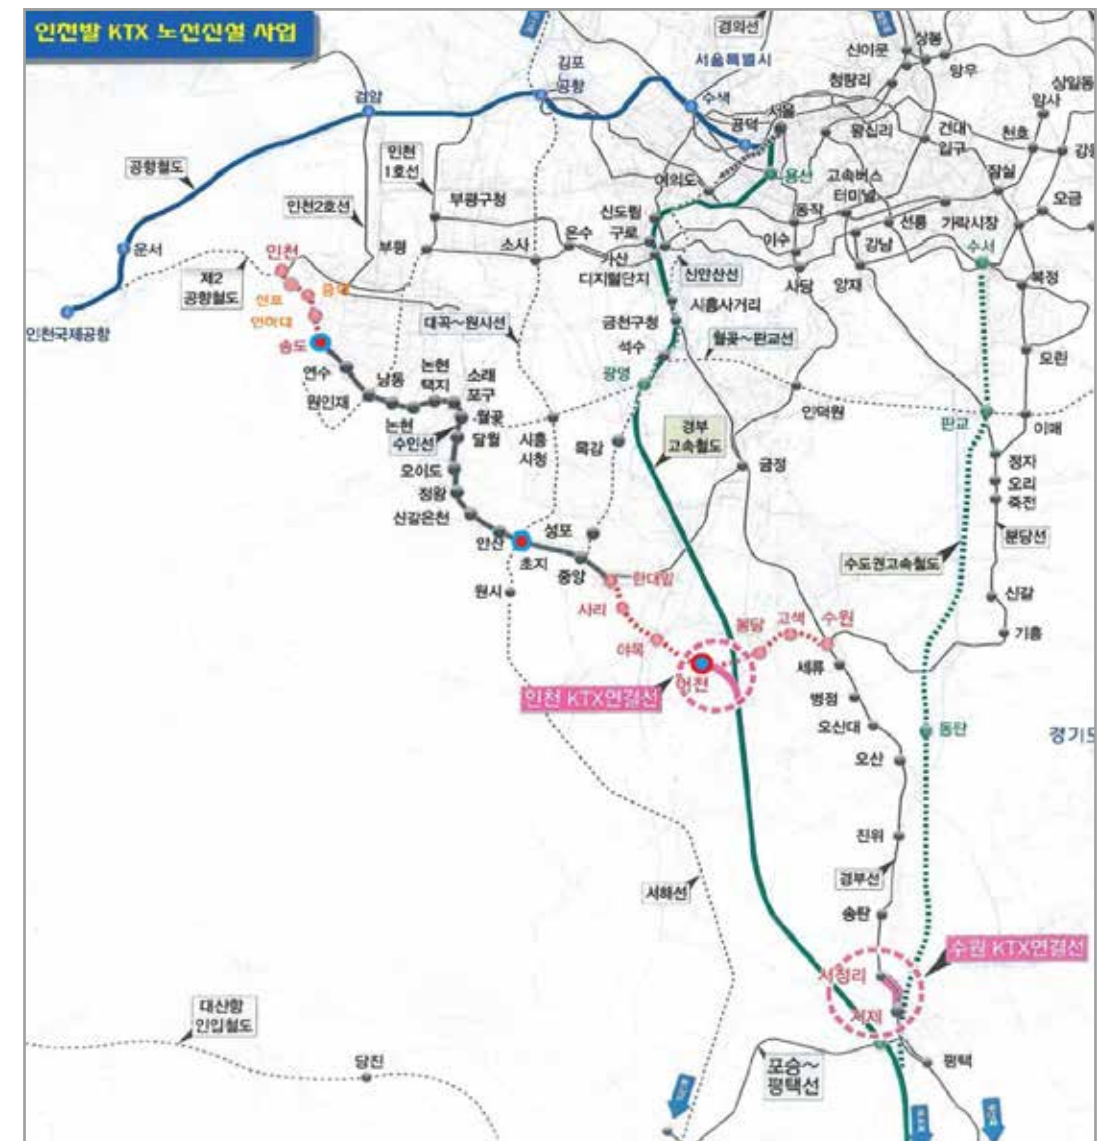 인천발 KTX 노선신설 사업
경의선
상봉
신이문
망우
서울특별시
김포
공항
청량리
상일동
암사
검암
수색
서울
공덕
왕십리
건대
입구
천호
강동
인천
1호선
공항철도
여의도
용산
고속버스
터미널
잠실
인천2호선
부평구청
신도림
구로
동작
선릉
가락시장
오금
운서
인천
부평
소사
온수
가산
디지털단지
이수
강남
수서
제2
공항철도
신포
인하대
신안산선
사당
양재
복정
시흥사거리
인천국제공항
대곡~원시선
금천구청
석수
월곶~판교선
송도
모란
연수
남동
논현
택지
소래
포구
광명
원인재
논현
월곶
인덕원
판교
이매
수인선
달월
시흥
시청
목감
경부
고속철도
오이도
금정
정자
오리
죽전
정왕
신길온천
안산
성포
분당선
초지
중앙
한대앞
수도권고속철도
원시
사리
신갈
야목
봉담
고색
수원
기흥
어천
세류
인천 KTX연결선
병점
오산대
동탄
경기도
오산
진위
서해선
경부선
송탄
수원 KTX연결선
서정리
지제
대산항
인입철도
당진
포승~
평택선
평택